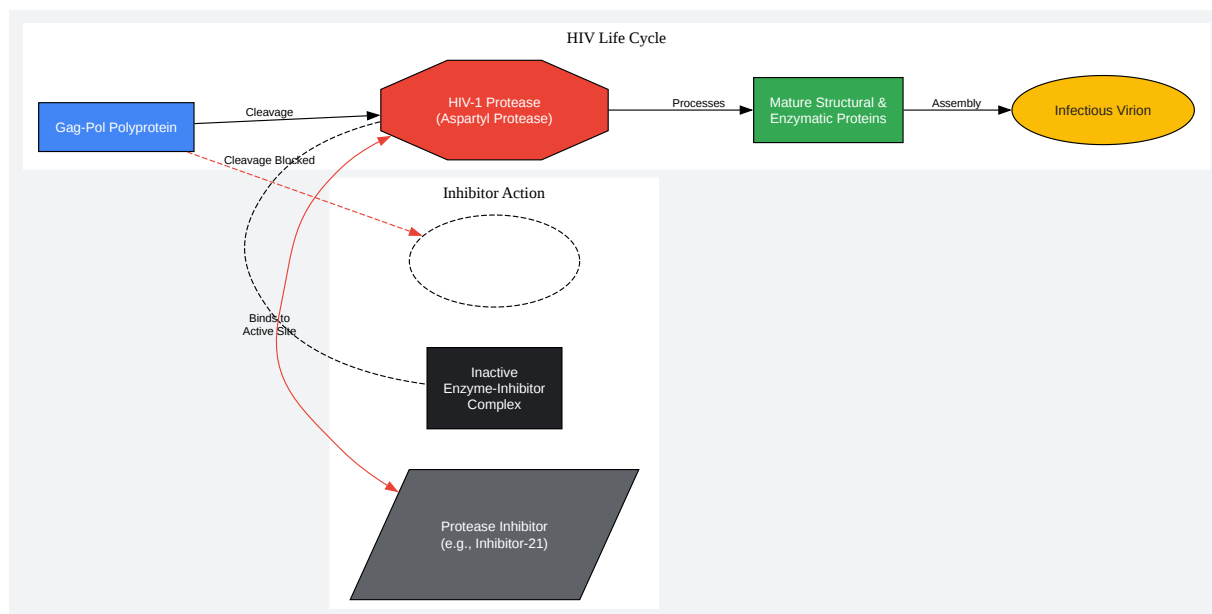 HIV Life Cycle
Gag-Pol Polyprotein
Cleavage
HIV-1 Protease
(Aspartyl Protease)
Processes
Mature Structural &
Enzymatic Proteins
Assembly
Infectious Virion
Cleavage Blocked
Inhibitor Action
Binds to
Active Site
Inactive
Enzyme-Inhibitor
Complex
Protease Inhibitor
(e.g., Inhibitor-21)